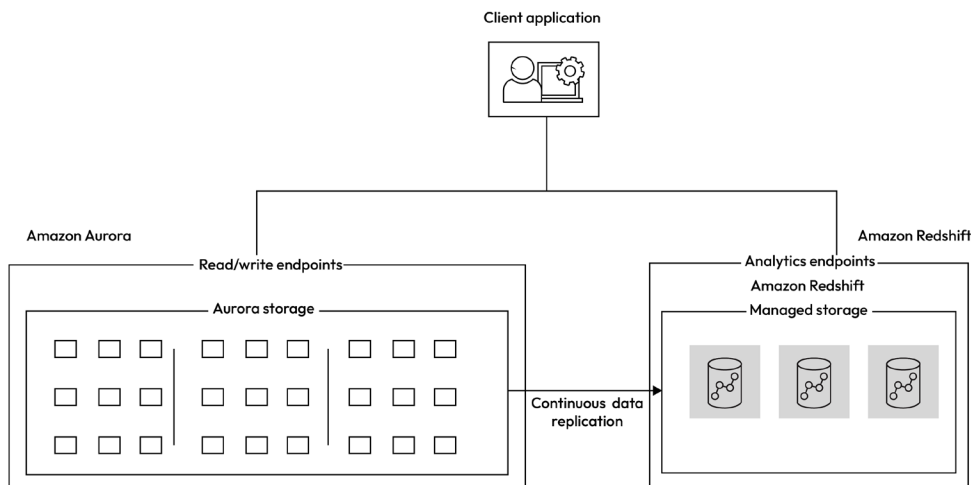 Client application
Amazon Aurora
Amazon Redshift
Read/write endpoints
Analytics endpoints
Amazon Redshift
Aurora storage
Managed storage
Continuous data
replication